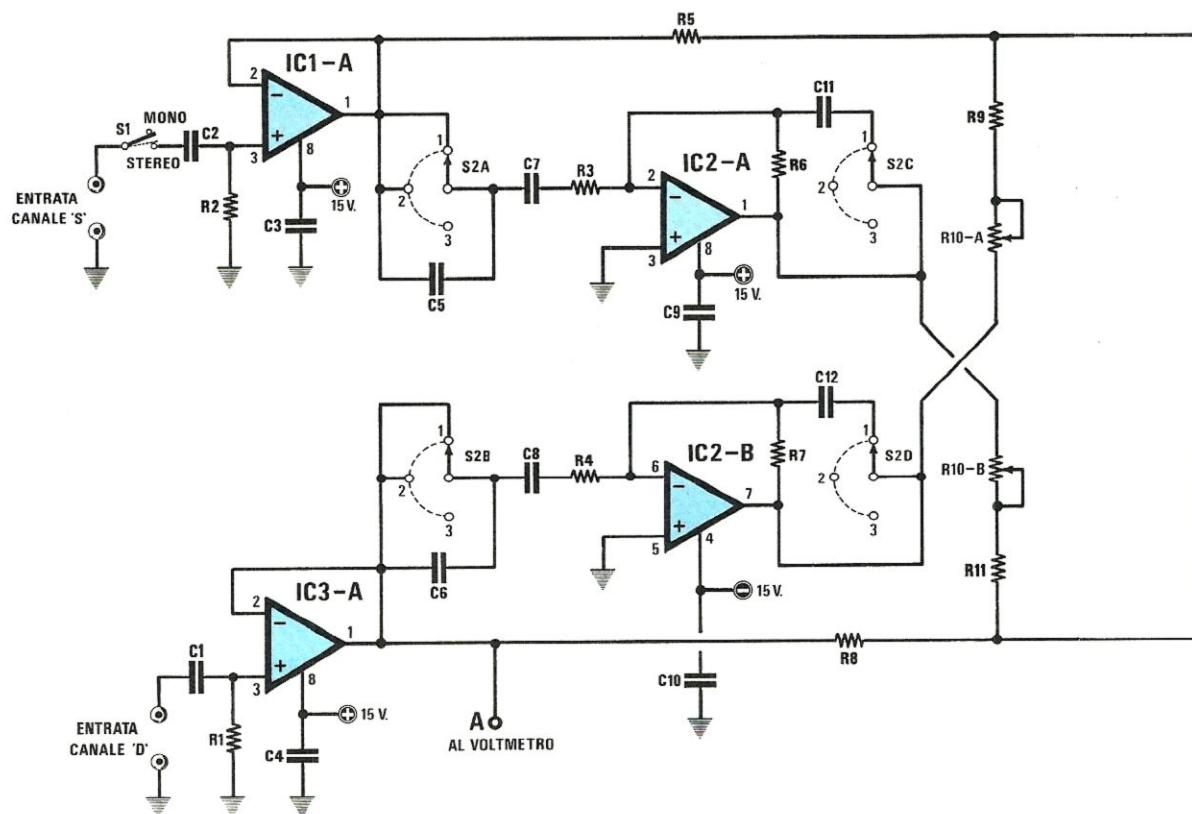 R5
IC1-A
2
1
3
8
S1
MONO
STEREO
C2
ENTRATA
CANALE 'S'
R2
C3
15 V.
1
2
3
S2A
C5
C7
R3
IC2-A
2
1
3
8
R6
C11
1
2
3
S2C
15 V.
C9
R9
R10-A
1
2
3
S2B
C6
C8
R4
IC2-B
6
7
5
4
R7
C12
1
2
3
S2D
15 V.
C10
R10-B
R11
R8
IC3-A
2
1
3
8
C1
ENTRATA
CANALE 'D'
R1
C4
15 V.
A
AL VOLTMETRO